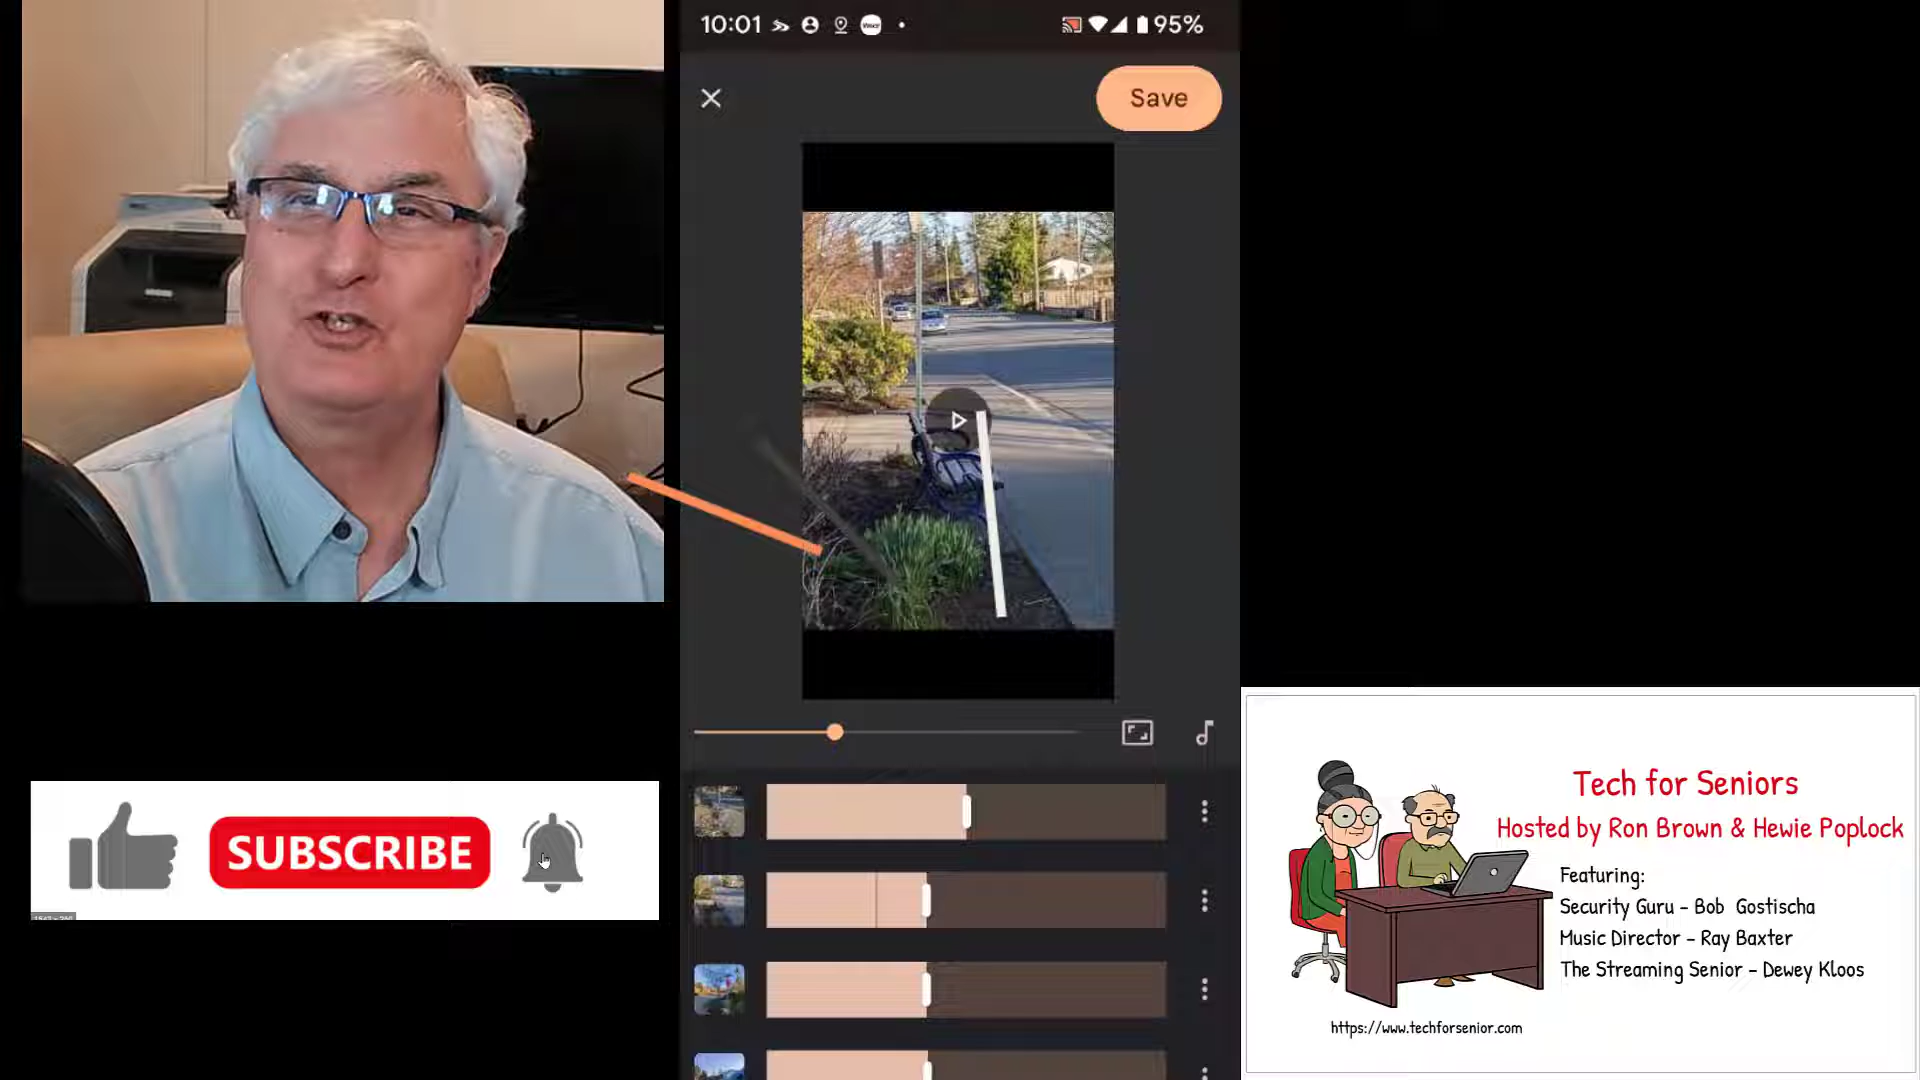 10:01
95%
Save
SUBSCRIBE
Tech for Seniors
Hosted by Ron Brown & Hewie Poplock
Featuring:
Security Guru - Bob Gostischa
Music Director - Ray Baxter
The Streaming Senior - Dewey Kloos
https://www.techforsenior.com